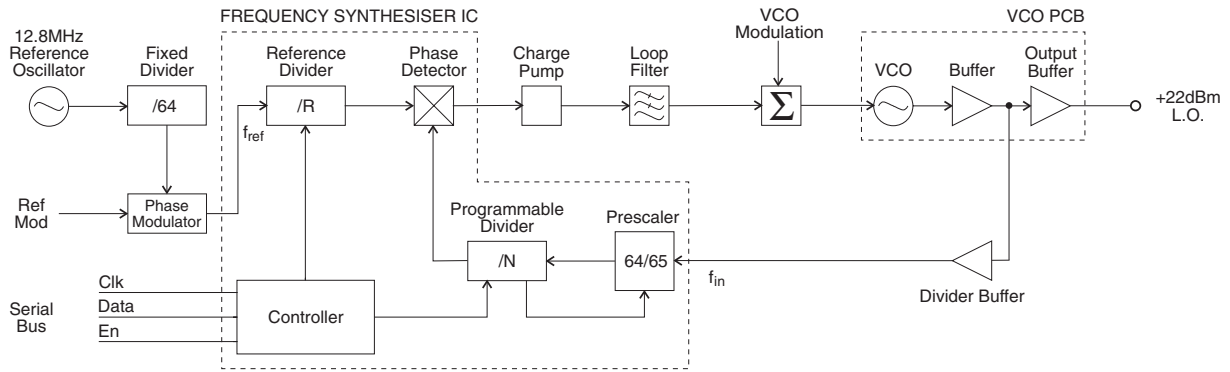 FREQUENCY SYNTHESISER IC
VCO
Modulation
VCO PCB
12.8MHz
Reference
Oscillator
Fixed
Divider
Reference
Divider
Phase
Detector
Charge
Pump
Loop
Filter
VCO
Buffer
Output
Buffer
/64
/R
Σ
+22dBm
L.O.
fref
Ref
Mod
Phase
Modulator
Programmable
Divider
Prescaler
/N
64/65
fin
Divider Buffer
Serial
Bus
Clk
Data
En
Controller